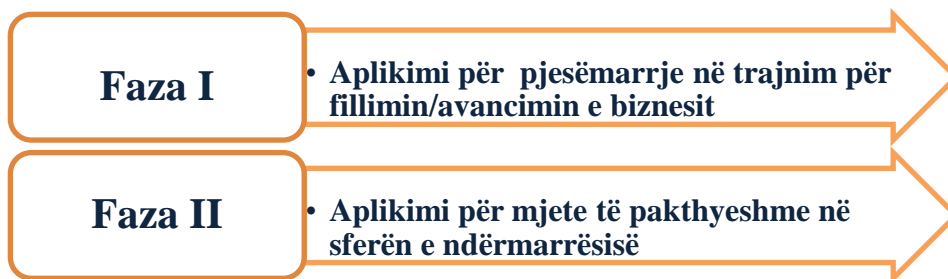 Faza I
• Aplikimi për pjesëmarrje në trajnim për
fillimin/avancimin e biznesit
Faza II
• Aplikimi për mjete të pakthyeshme në
sferën e ndërmarrësisë